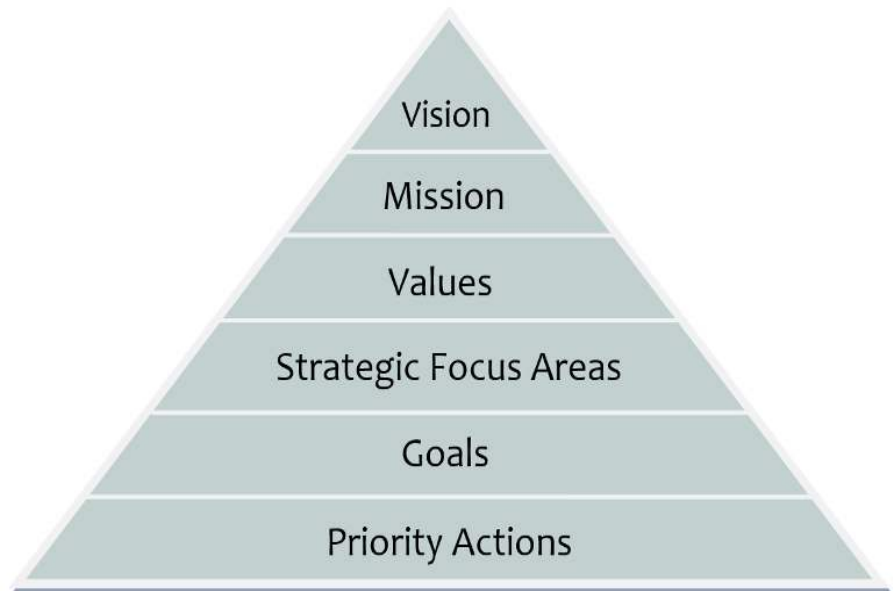 Vision
Mission
Values
Strategic Focus Areas
Goals
Priority Actions